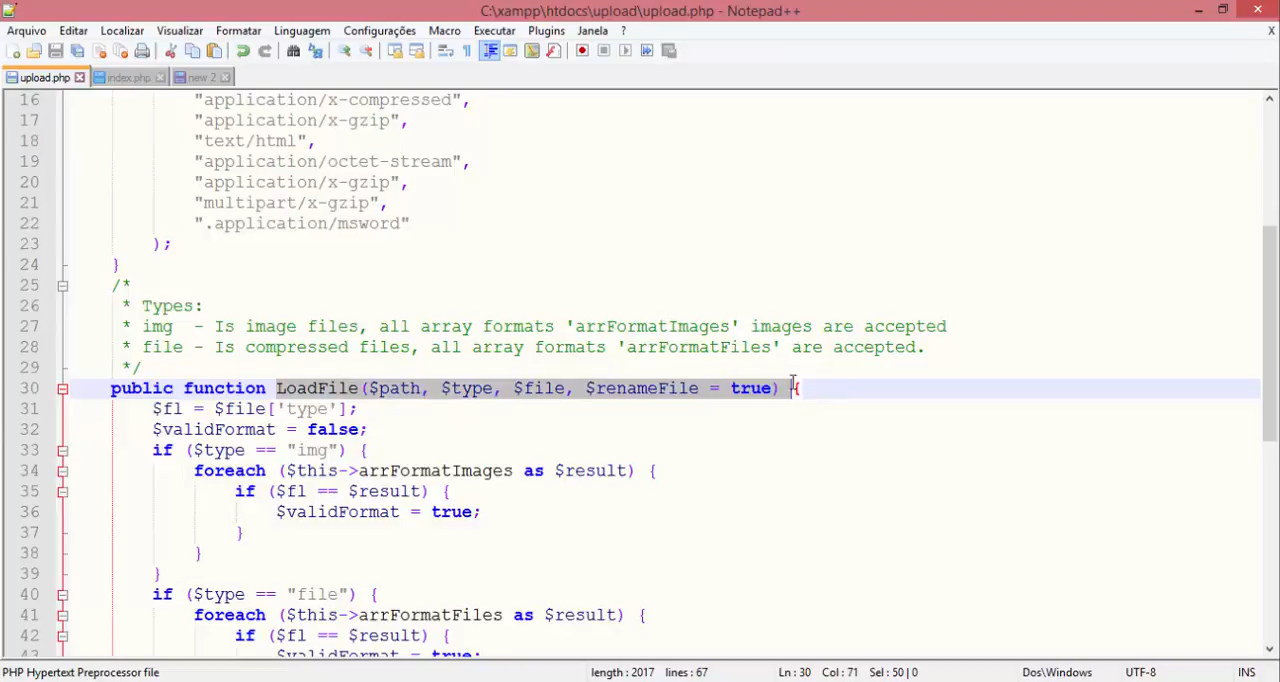 C:\xampp\htdocs\upload\upload.php - Notepad++
Arquivo Editar Localizar Visualizar Formatar Linguagem Configurações Macro Executar Plugins Janela ? X
upload.php index.php new 2
16 "application/x-compressed",
17 "application/x-gzip",
18 "text/html",
19 "application/octet-stream",
20 "application/x-gzip",
21 "multipart/x-gzip",
22 ".application/msword"
23 );
24 }
25 /*
26 * Types:
27 * img - Is image files, all array formats 'arrFormatImages' images are accepted
28 * file - Is compressed files, all array formats 'arrFormatFiles' are accepted.
29 */
30 public function LoadFile($path, $type, $file, $renameFile = true) {
31 $fl = $file['type'];
32 $validFormat = false;
33 if ($type == "img") {
34 foreach ($this->arrFormatImages as $result) {
35 if ($fl == $result) {
36 $validFormat = true;
37 }
38 }
39 }
40 if ($type == "file") {
41 foreach ($this->arrFormatFiles as $result) {
42 if ($fl == $result) {
43 $validFormat = true;
PHP Hypertext Preprocessor file length : 2017 lines : 67 Ln : 30 Col : 71 Sel : 50 | 0 Dos\Windows UTF-8 INS